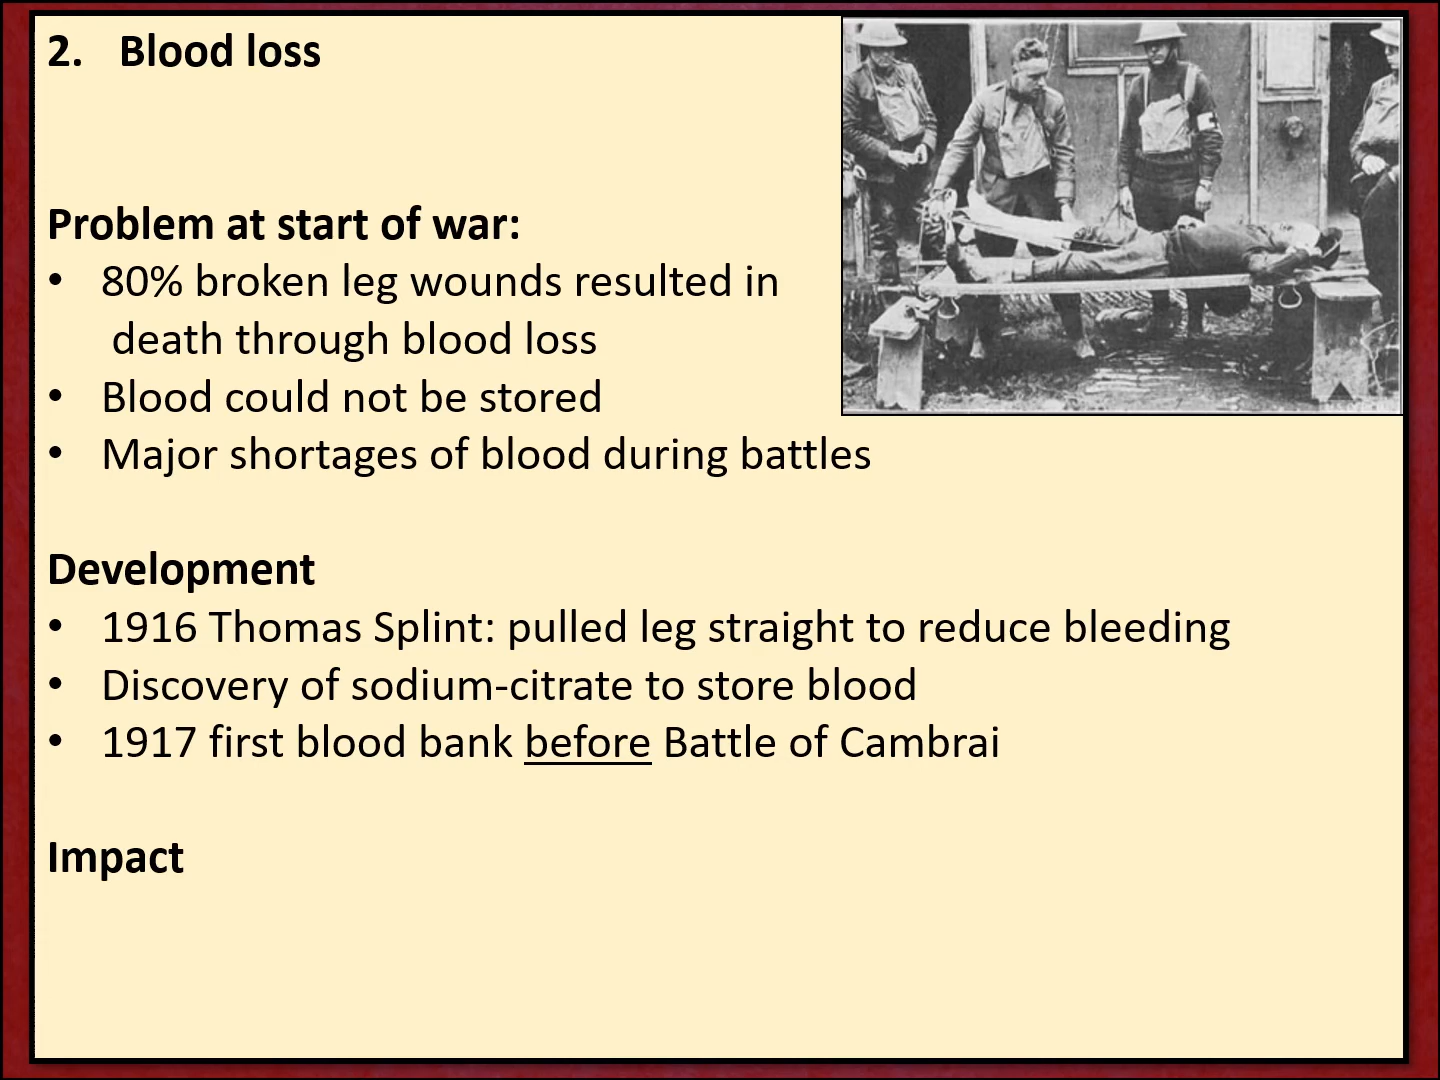 2. Blood loss
Problem at start of war:
• 80% broken leg wounds resulted in
death through blood loss
• Blood could not be stored
• Major shortages of blood during battles
Development
• 1916 Thomas Splint: pulled leg straight to reduce bleeding
• Discovery of sodium-citrate to store blood
• 1917 first blood bank before Battle of Cambrai
Impact